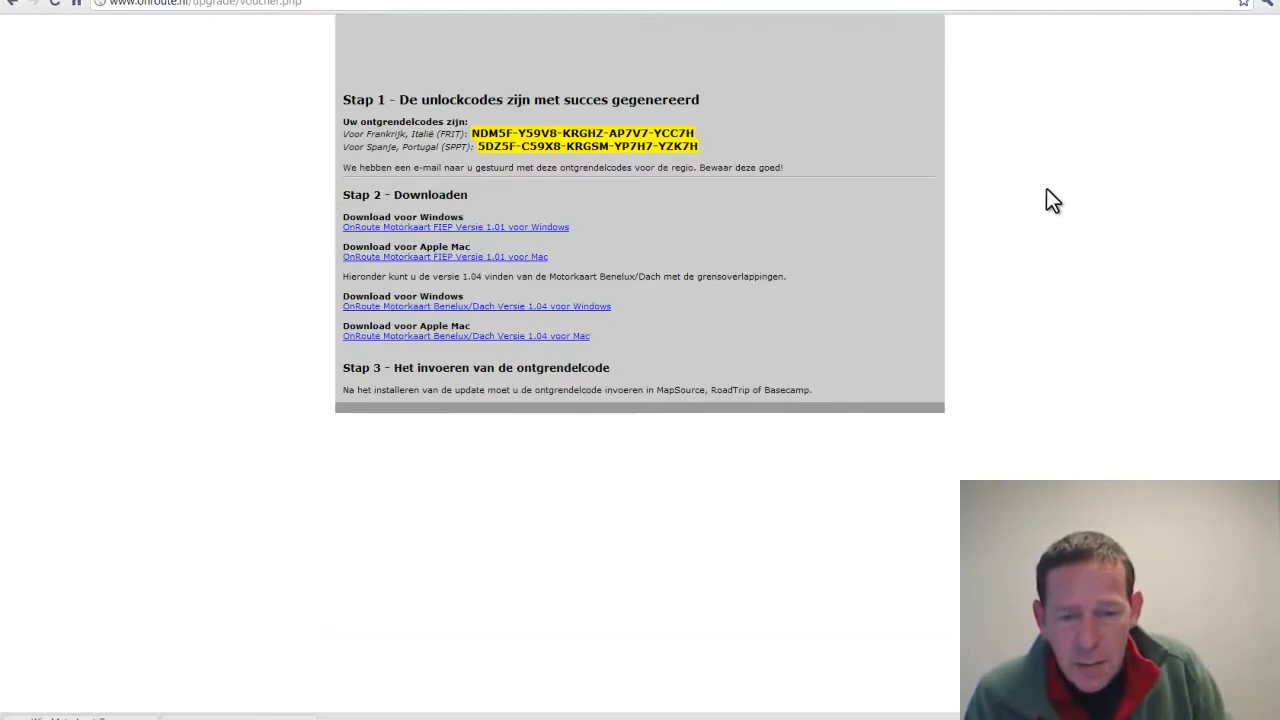 www.onroute.nl/upgrade/voucher.php
Stap 1 - De unlockcodes zijn met succes gegenereerd
Uw ontgrendelcodes zijn:
Voor Frankrijk, Italië (FRIT): NDM5F-Y59V8-KRGHZ-AP7V7-YCC7H
Voor Spanje, Portugal (SPPT): 5DZ5F-C59X8-KRGSM-YP7H7-YZK7H
We hebben een e-mail naar u gestuurd met deze ontgrendelcodes voor de regio. Bewaar deze goed!
Stap 2 - Downloaden
Download voor Windows
OnRoute Motorkaart FIEP Versie 1.01 voor Windows
Download voor Apple Mac
OnRoute Motorkaart FIEP Versie 1.01 voor Mac
Hieronder kunt u de versie 1.04 vinden van de Motorkaart Benelux/Dach met de grensoverlappingen.
Download voor Windows
OnRoute Motorkaart Benelux/Dach Versie 1.04 voor Windows
Download voor Apple Mac
OnRoute Motorkaart Benelux/Dach Versie 1.04 voor Mac
Stap 3 - Het invoeren van de ontgrendelcode
Na het installeren van de update moet u de ontgrendelcode invoeren in MapSource, RoadTrip of Basecamp.